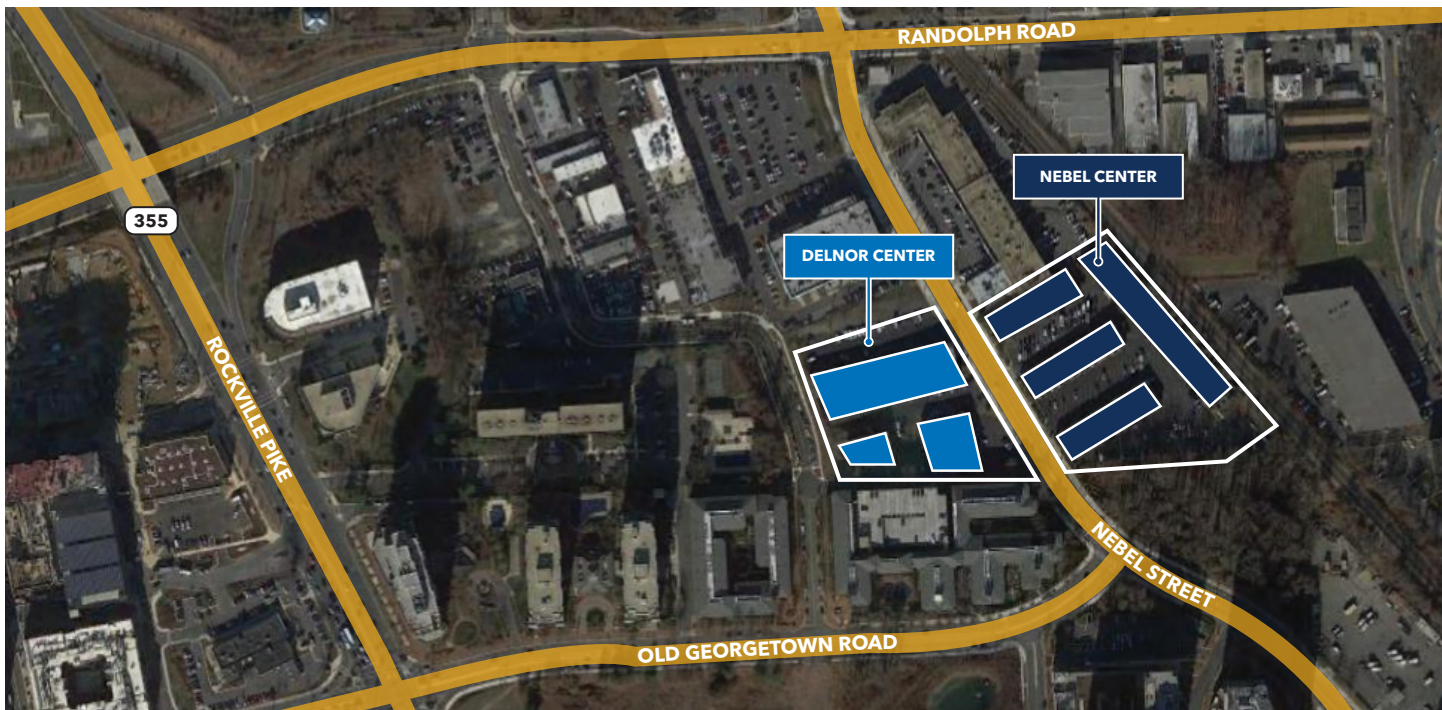 RANDOLPH ROAD
NEBEL CENTER
355
DELNOR CENTER
ROCKVILLE PIKE
NEBEL STREET
OLD GEORGETOWN ROAD